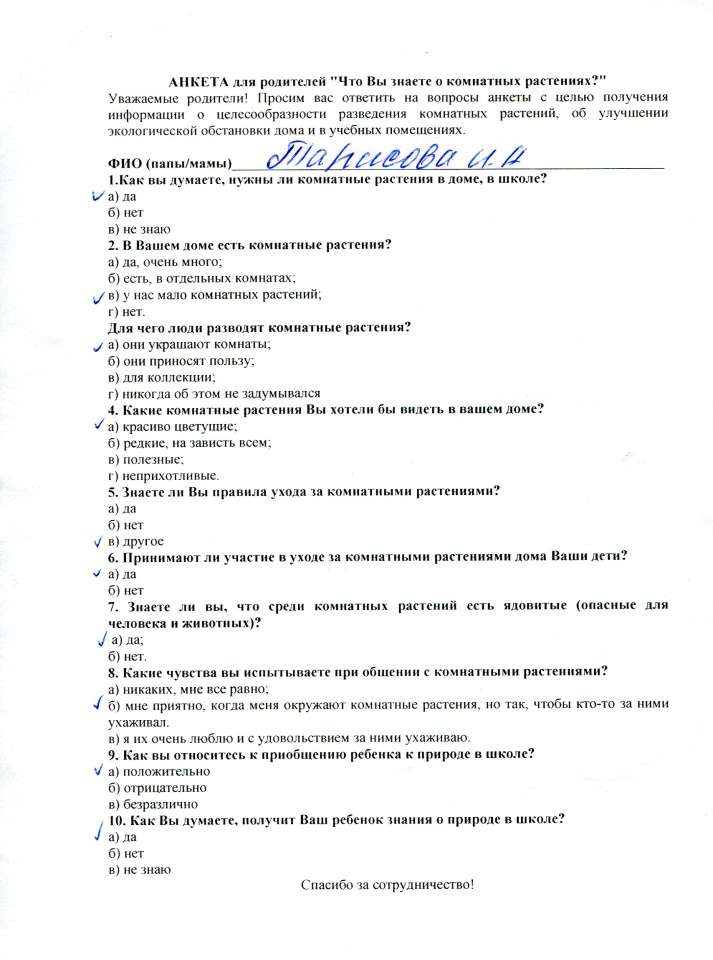 АНКЕТА для родителей "Что Вы знаете о комнатных растениях?"
Уважаемые родители! Просим вас ответить на вопросы анкеты с целью получения
информации о целесообразности разведения комнатных растений, об улучшении
экологической обстановки дома и в учебных помещениях.
ФИО (папы/мамы) Тарисова И.А
1.Как вы думаете, нужны ли комнатные растения в доме, в школе?
а) да
б) нет
в) не знаю
2. В Вашем доме есть комнатные растения?
а) да, очень много;
б) есть, в отдельных комнатах;
в) у нас мало комнатных растений;
г) нет.
Для чего люди разводят комнатные растения?
а) они украшают комнаты;
б) они приносят пользу;
в) для коллекции;
г) никогда об этом не задумывался
4. Какие комнатные растения Вы хотели бы видеть в вашем доме?
а) красиво цветущие;
б) редкие, на зависть всем;
в) полезные;
г) неприхотливые.
5. Знаете ли Вы правила ухода за комнатными растениями?
а) да
б) нет
в) другое
6. Принимают ли участие в уходе за комнатными растениями дома Ваши дети?
а) да
б) нет
7. Знаете ли вы, что среди комнатных растений есть ядовитые (опасные для
человека и животных)?
а) да;
б) нет.
8. Какие чувства вы испытываете при общении с комнатными растениями?
а) никаких, мне все равно;
б) мне приятно, когда меня окружают комнатные растения, но так, чтобы кто-то за ними
ухаживал.
в) я их очень люблю и с удовольствием за ними ухаживаю.
9. Как вы относитесь к приобщению ребенка к природе в школе?
а) положительно
б) отрицательно
в) безразлично
10. Как Вы думаете, получит Ваш ребенок знания о природе в школе?
а) да
б) нет
в) не знаю
Спасибо за сотрудничество!